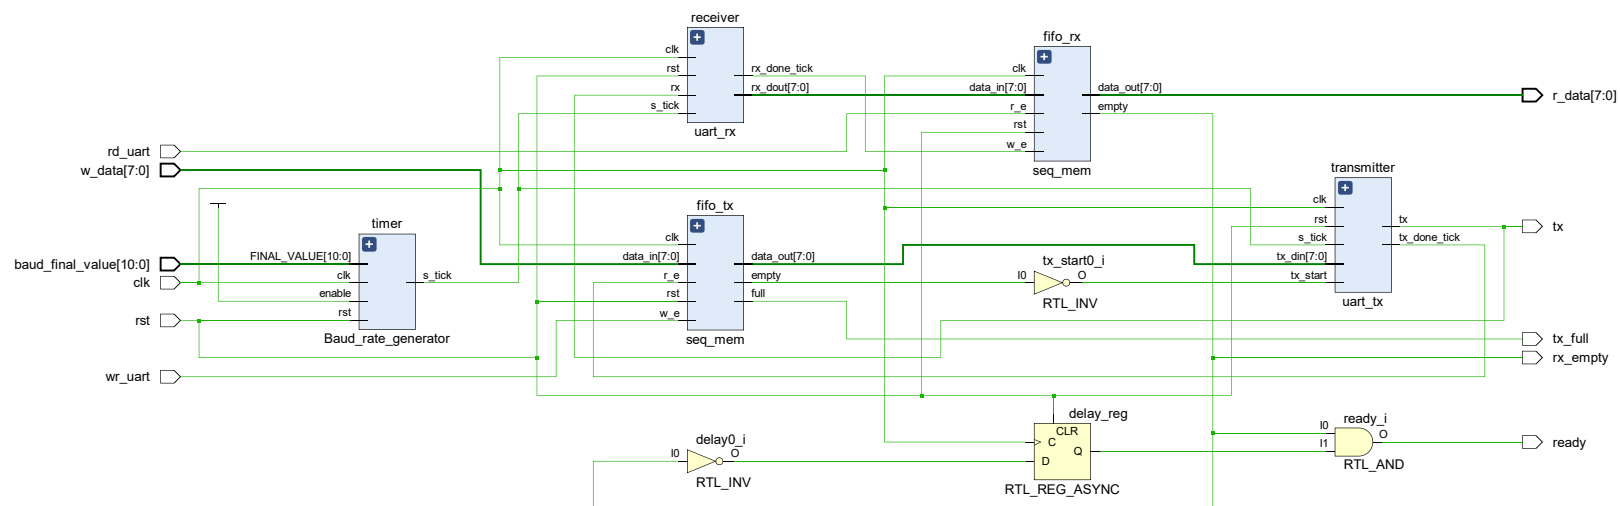 receiver
clk
rst
rx
s_tick
rx_done_tick
rx_dout[7:0]
uart_rx
fifo_rx
clk
data_in[7:0]
r_e
rst
w_e
data_out[7:0]
empty
seq_mem
r_data[7:0]
rd_uart
w_data[7:0]
baud_final_value[10:0]
clk
rst
wr_uart
timer
FINAL_VALUE[10:0]
clk
enable
rst
s_tick
Baud_rate_generator
fifo_tx
clk
data_in[7:0]
r_e
rst
w_e
data_out[7:0]
empty
full
seq_mem
tx_start0_i
I0
O
RTL_INV
transmitter
clk
rst
s_tick
tx_din[7:0]
tx_start
tx
tx_done_tick
uart_tx
tx
tx_full
rx_empty
delay0_i
I0
O
RTL_INV
delay_reg
CLR
C
D
Q
RTL_REG_ASYNC
ready_i
I0
I1
O
RTL_AND
ready